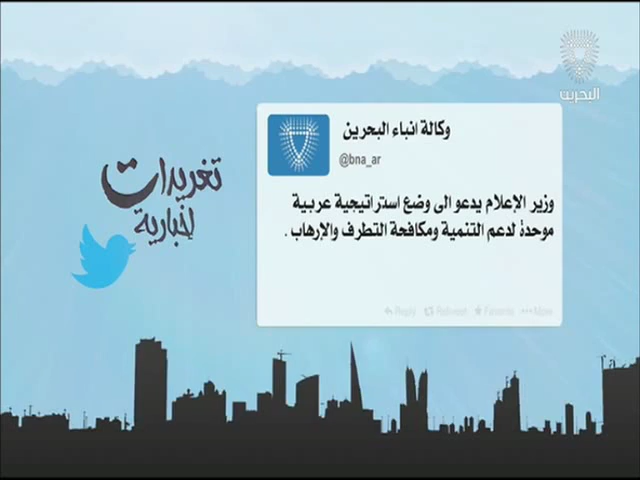 البحرين
وكالة انباء البحرين
@bna_ar
تغريدات
إخبارية
وزير الإعلام يدعو الى وضع استراتيجية عربية
موحدة لدعم التنمية ومكافحة التطرف والإرهاب .
Reply Retweet Favorite More